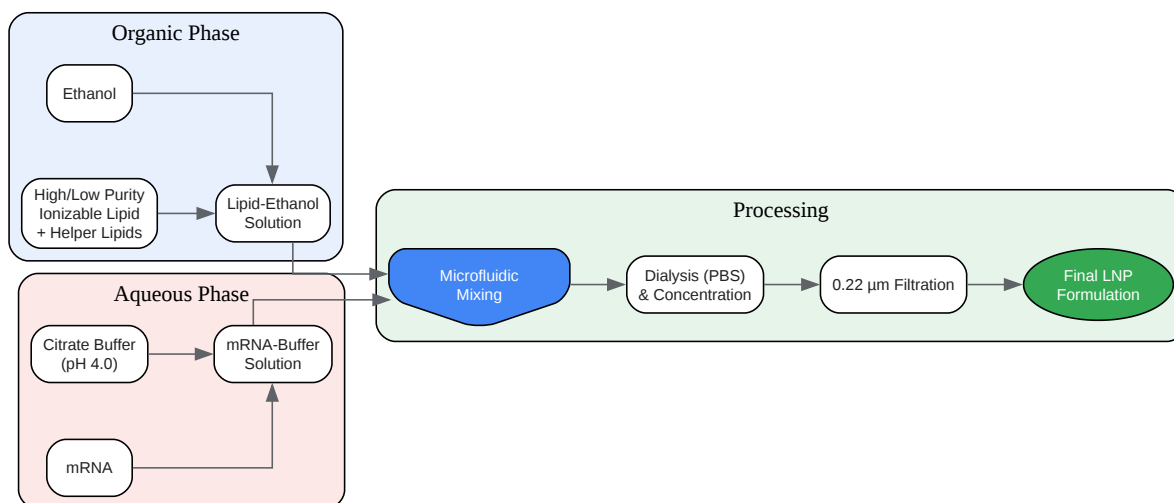 Organic Phase
Ethanol
High/Low Purity
Ionizable Lipid
+ Helper Lipids
Lipid-Ethanol
Solution
Aqueous Phase
Citrate Buffer
(pH 4.0)
mRNA-Buffer
Solution
mRNA
Processing
Microfluidic
Mixing
Dialysis (PBS)
& Concentration
0.22 µm Filtration
Final LNP
Formulation